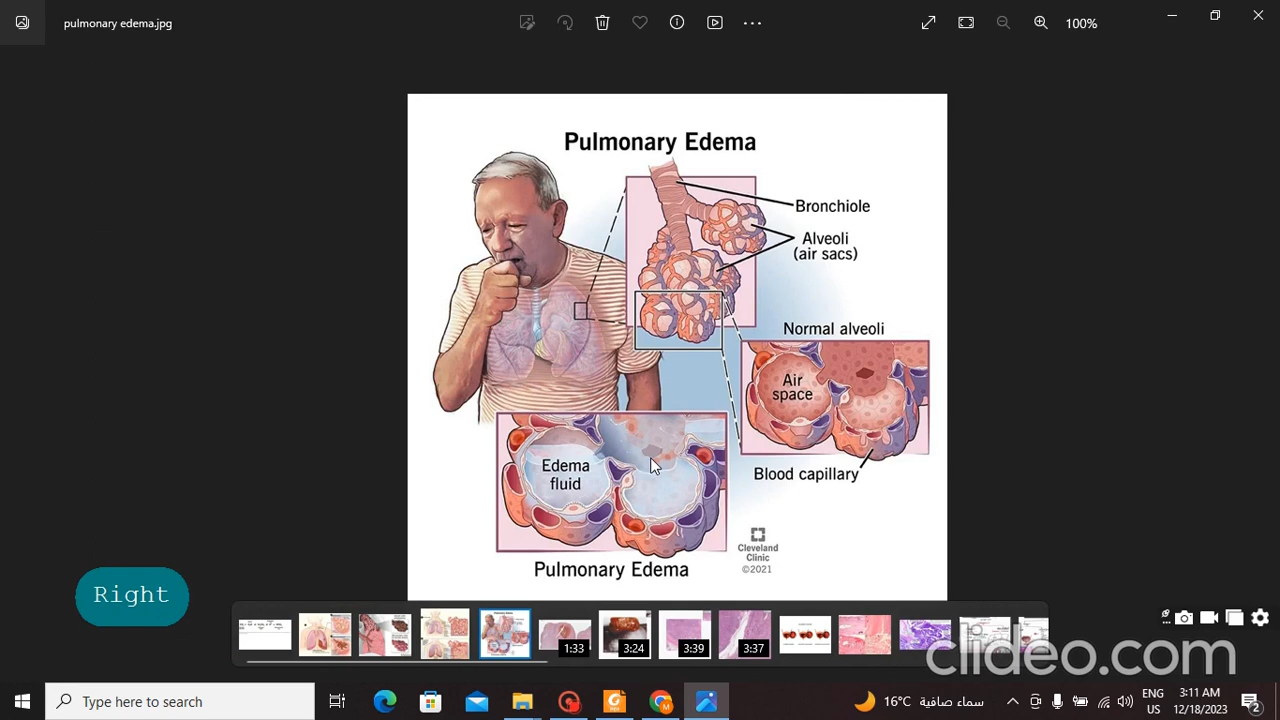 pulmonary edema.jpg
100%
Pulmonary Edema
Bronchiole
Alveoli
(air sacs)
Normal alveoli
Air
space
Edema
fluid
Blood capillary
Cleveland
Clinic
©2021
Pulmonary Edema
Right
1:33
3:24
3:39
3:37
clideo.com
Type here to search
16°C سماء صافية
ENG
US
3:11 AM
12/18/2023
2